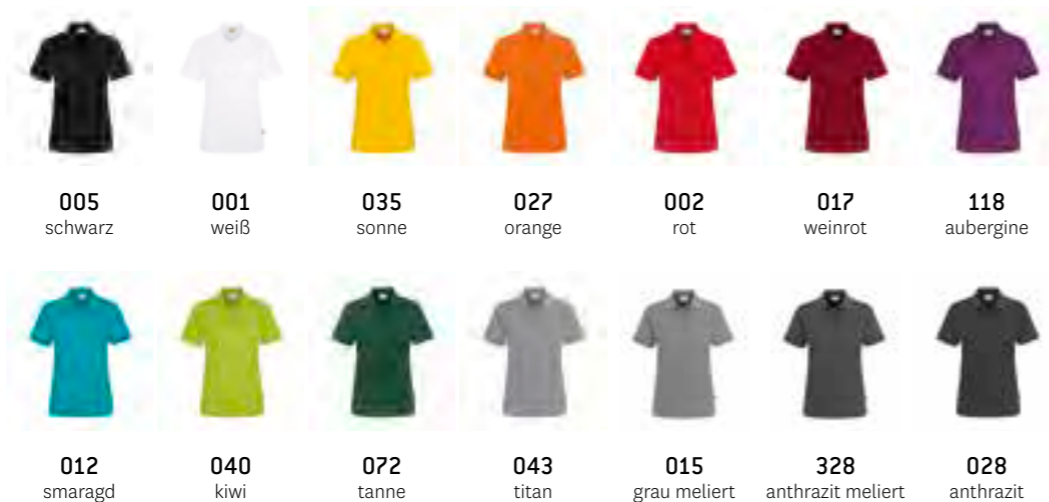 005 001 035 027 002 017 118
schwarz weiß sonne orange rot weinrot aubergine
012 040 072 043 015 328 028
smaragd kiwi tanne titan grau meliert anthrazit meliert anthrazit